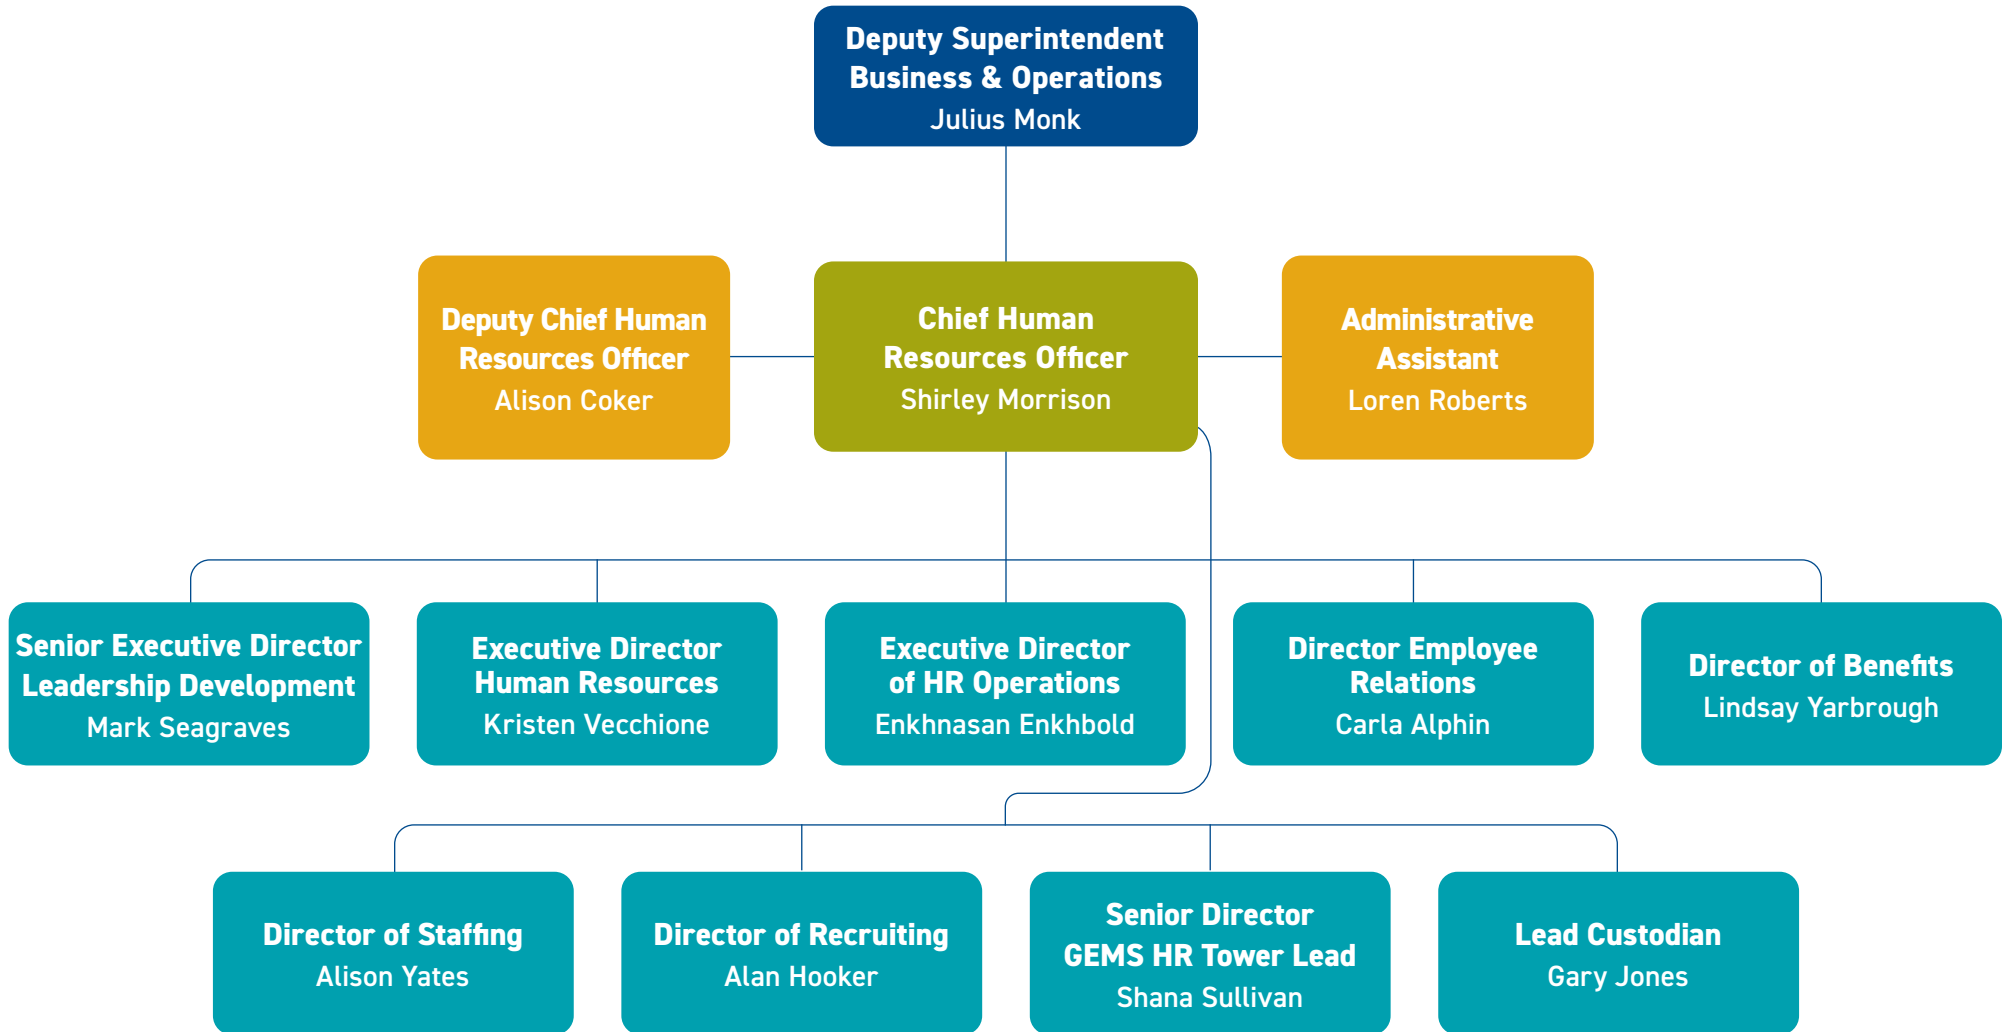 Deputy Superintendent
Business & Operations
Julius Monk
Deputy Chief Human
Resources Officer
Alison Coker
Chief Human
Resources Officer
Shirley Morrison
Administrative
Assistant
Loren Roberts
Senior Executive Director
Leadership Development
Mark Seagraves
Executive Director
Human Resources
Kristen Vecchione
Executive Director
of HR Operations
Enkhnasan Enkhbold
Director Employee
Relations
Carla Alphin
Director of Benefits
Lindsay Yarbrough
Director of Staffing
Alison Yates
Director of Recruiting
Alan Hooker
Senior Director
GEMS HR Tower Lead
Shana Sullivan
Lead Custodian
Gary Jones